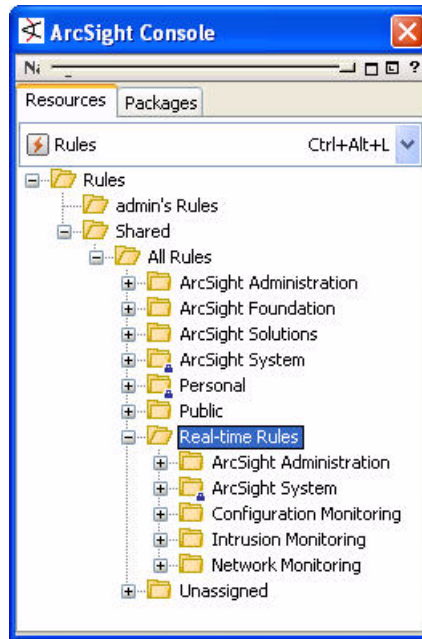 ArcSight Console
?
Resources Packages
Rules Ctrl+Alt+L
Rules
admin's Rules
Shared
All Rules
ArcSight Administration
ArcSight Foundation
ArcSight Solutions
ArcSight System
Personal
Public
Real-time Rules
ArcSight Administration
ArcSight System
Configuration Monitoring
Intrusion Monitoring
Network Monitoring
Unassigned